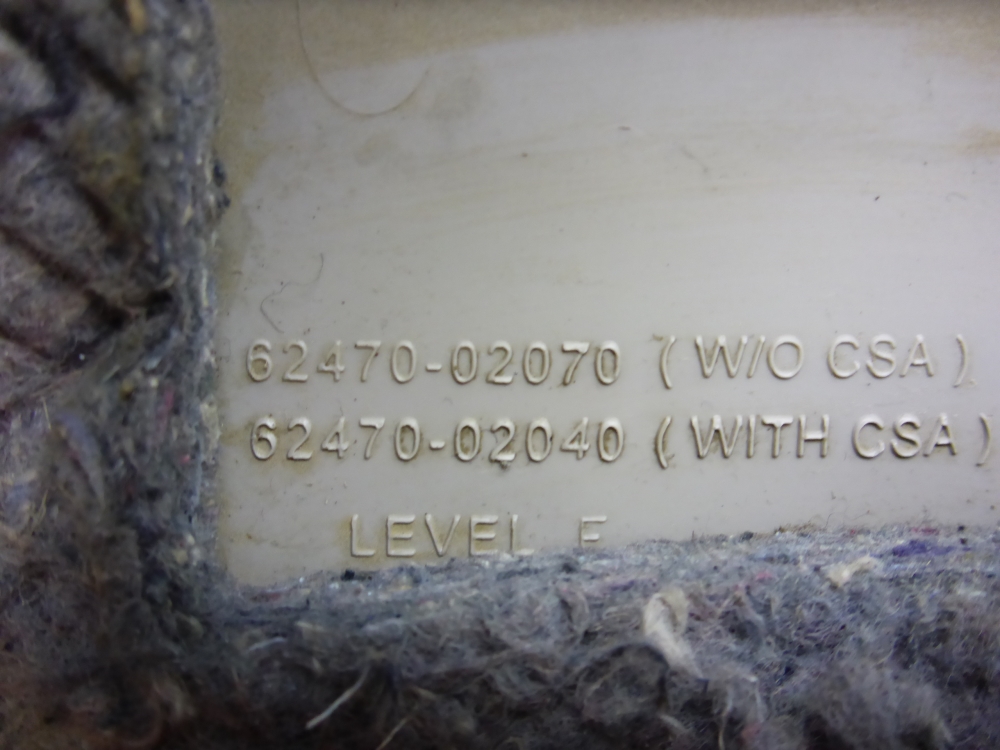 62470-02070 ( W/O CSA )
62470-02040 ( WITH CSA )
LEVEL